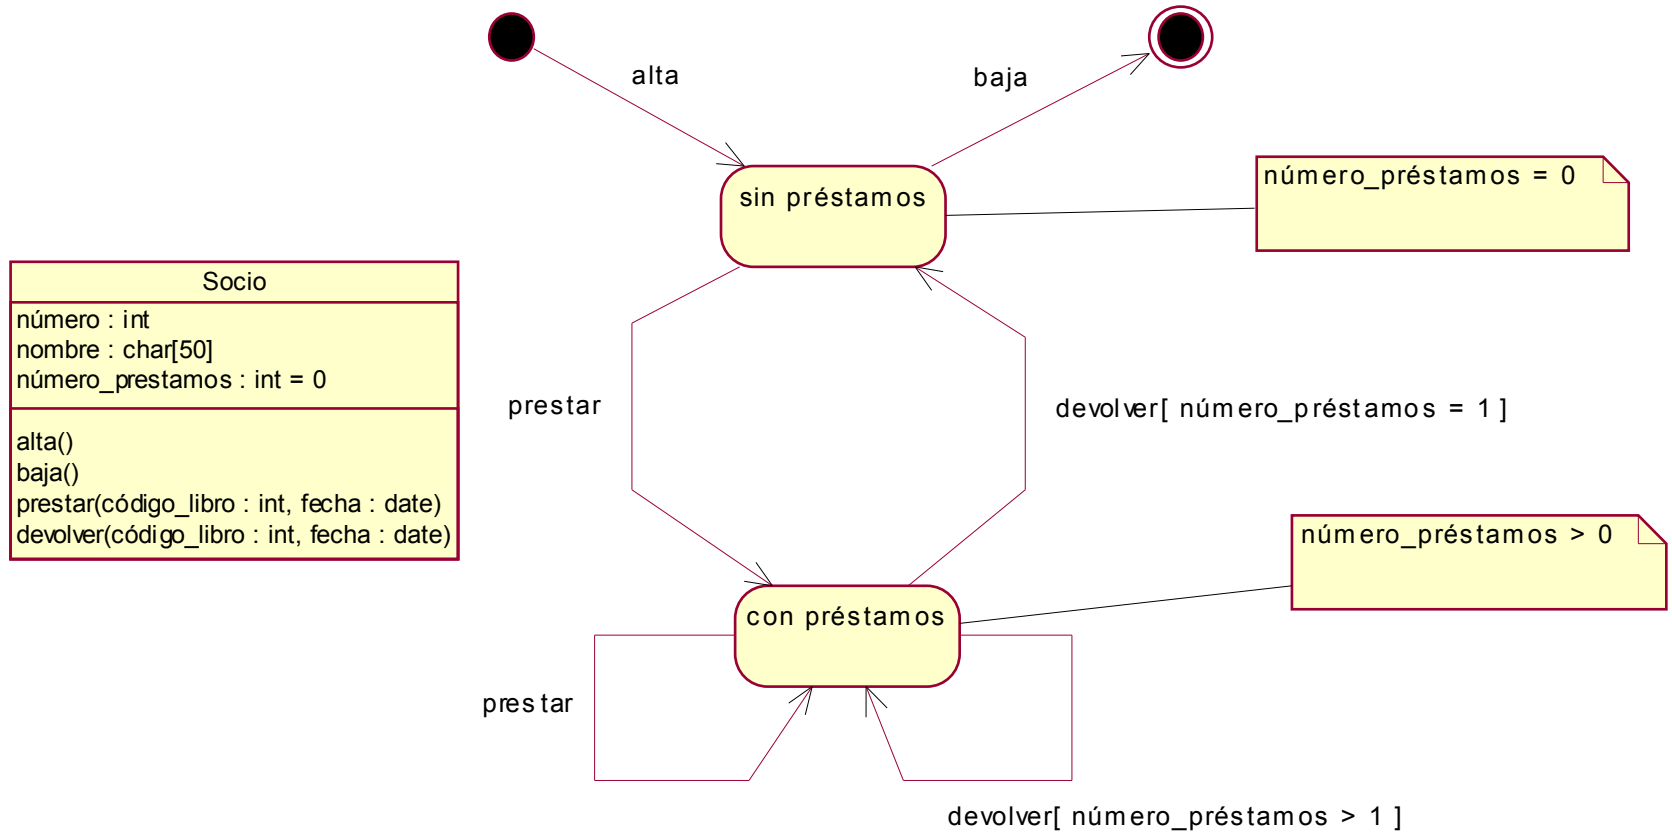 alta
baja
sin préstamos
número_préstamos = 0
Socio
número : int
nombre : char[50]
número_prestamos : int = 0
alta()
baja()
prestar(código_libro : int, fecha : date)
devolver(código_libro : int, fecha : date)
prestar
devolver[ número_préstamos = 1 ]
número_préstamos > 0
con préstamos
prestar
devolver[ número_préstamos > 1 ]